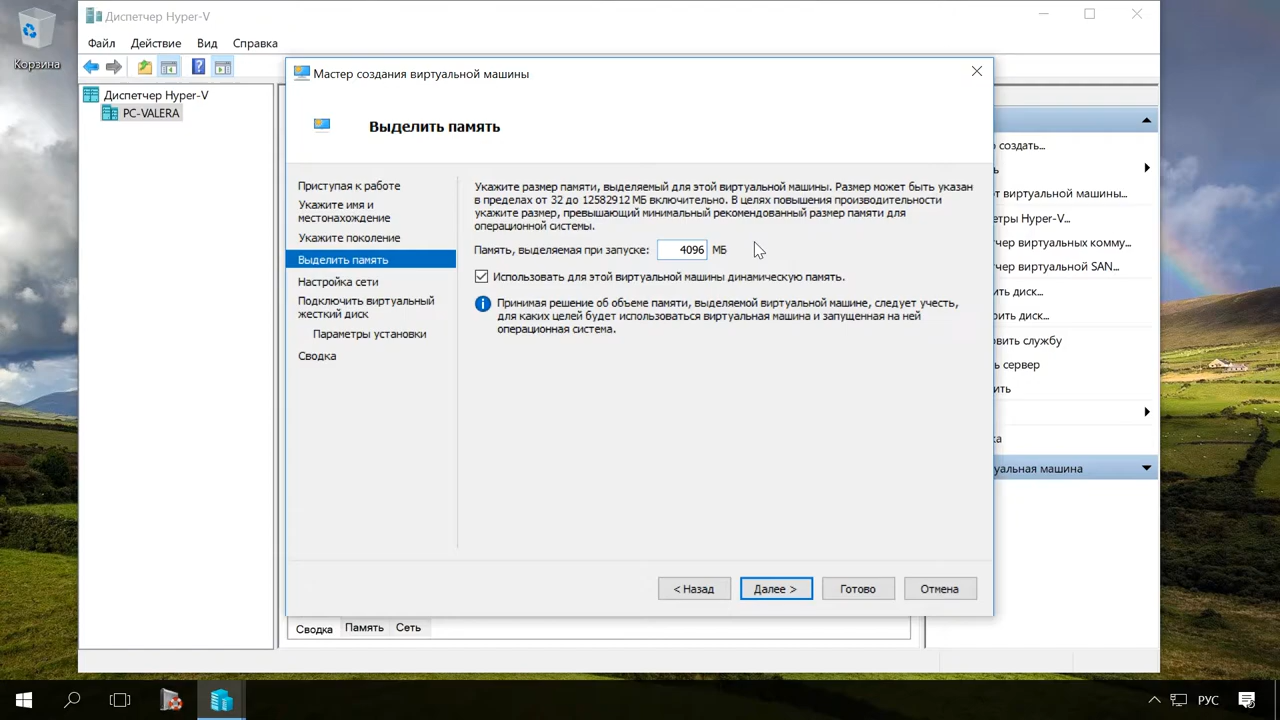 Корзина
Диспетчер Hyper-V
Файл Действие Вид Справка
Диспетчер Hyper-V
PC-VALERA
Мастер создания виртуальной машины
Выделить память
Приступая к работе
Укажите имя и
местонахождение
Укажите поколение
Выделить память
Настройка сети
Подключить виртуальный
жесткий диск
Параметры установки
Сводка
Укажите размер памяти, выделяемый для этой виртуальной машины. Размер может быть указан
в пределах от 32 до 12582912 МБ включительно. В целях повышения производительности
укажите размер, превышающий минимальный рекомендованный размер памяти для
операционной системы.
Память, выделяемая при запуске: 4096 МБ
Использовать для этой виртуальной машины динамическую память.
Принимая решение об объеме памяти, выделяемой виртуальной машине, следует учесть,
для каких целей будет использоваться виртуальная машина и запущенная на ней
операционная система.
< Назад Далее > Готово Отмена
Сводка Память Сеть
о создать...
ь
рт виртуальной машины...
етры Hyper-V...
чер виртуальных комму...
чер виртуальной SAN...
ить диск...
рить диск...
овить службу
ь сервер
ить
ка
уальная машина
РУС